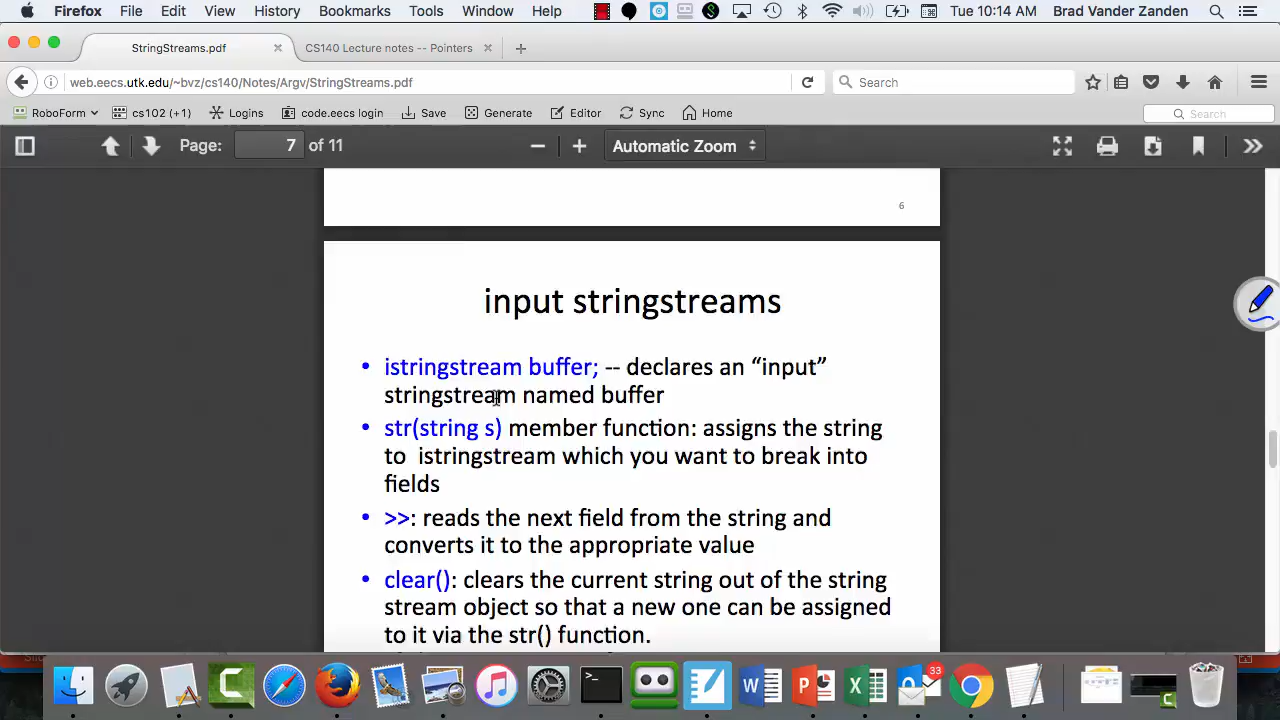 Firefox File Edit View History Bookmarks Tools Window Help Tue 10:14 AM Brad Vander Zanden
StringStreams.pdf × CS140 Lecture notes -- Pointers × +
web.eecs.utk.edu/~bvz/cs140/Notes/Argv/StringStreams.pdf Search
RoboForm cs102 (+1) Logins code.eecs login Save Generate Editor Sync Home Search
Page: 7 of 11 Automatic Zoom
6
input stringstreams
• istringstream buffer; -- declares an “input”
stringstream named buffer
• str(string s) member function: assigns the string
to istringstream which you want to break into
fields
• >>: reads the next field from the string and
converts it to the appropriate value
• clear(): clears the current string out of the string
stream object so that a new one can be assigned
to it via the str() function.
33